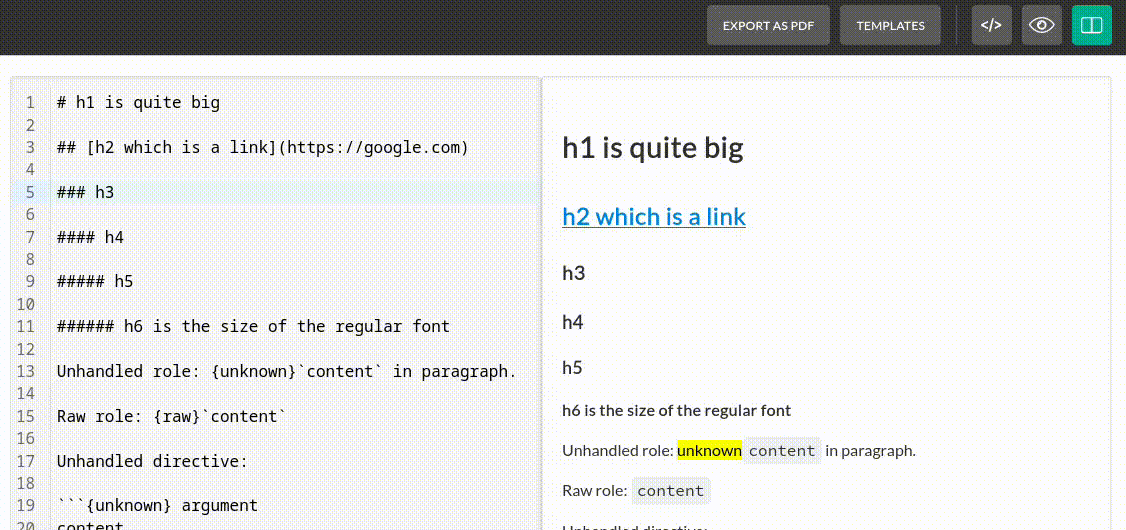 EXPORT AS PDF TEMPLATES </>
1 # h1 is quite big
2
3 ## [h2 which is a link](https://google.com)
4
5 ### h3
6
7 #### h4
8
9 ##### h5
10
11 ###### h6 is the size of the regular font
12
13 Unhandled role: {unknown}`content` in paragraph.
14
15 Raw role: {raw}`content`
16
17 Unhandled directive:
18
19 ```{unknown} argument
20 content
h1 is quite big
h2 which is a link
h3
h4
h5
h6 is the size of the regular font
Unhandled role: unknown content in paragraph.
Raw role: content
Unhandled directive: